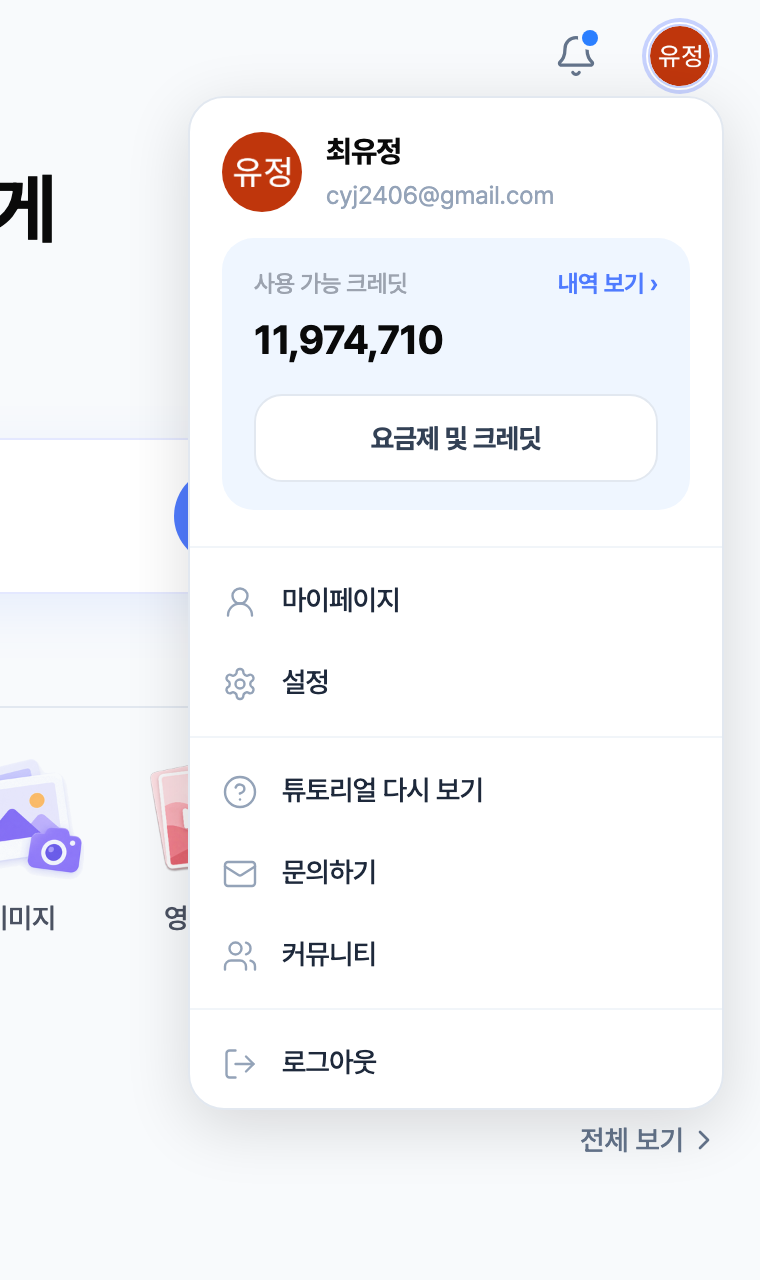 유정
게
유정
최유정
cyj2406@gmail.com
사용 가능 크레딧
내역 보기 ›
11,974,710
요금제 및 크레딧
마이페이지
설정
튜토리얼 다시 보기
문의하기
미지
영
커뮤니티
로그아웃
전체 보기 >